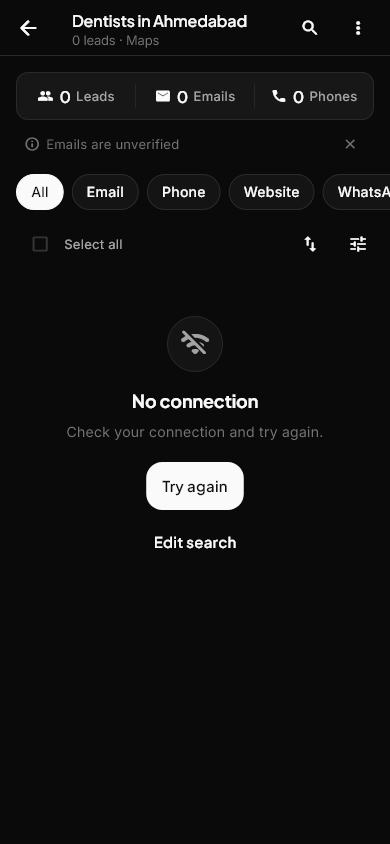 Dentists in Ahmedabad
0 leads · Maps
0 Leads 0 Emails 0 Phones
Emails are unverified
All Email Phone Website WhatsA
Select all
No connection
Check your connection and try again.
Try again
Edit search